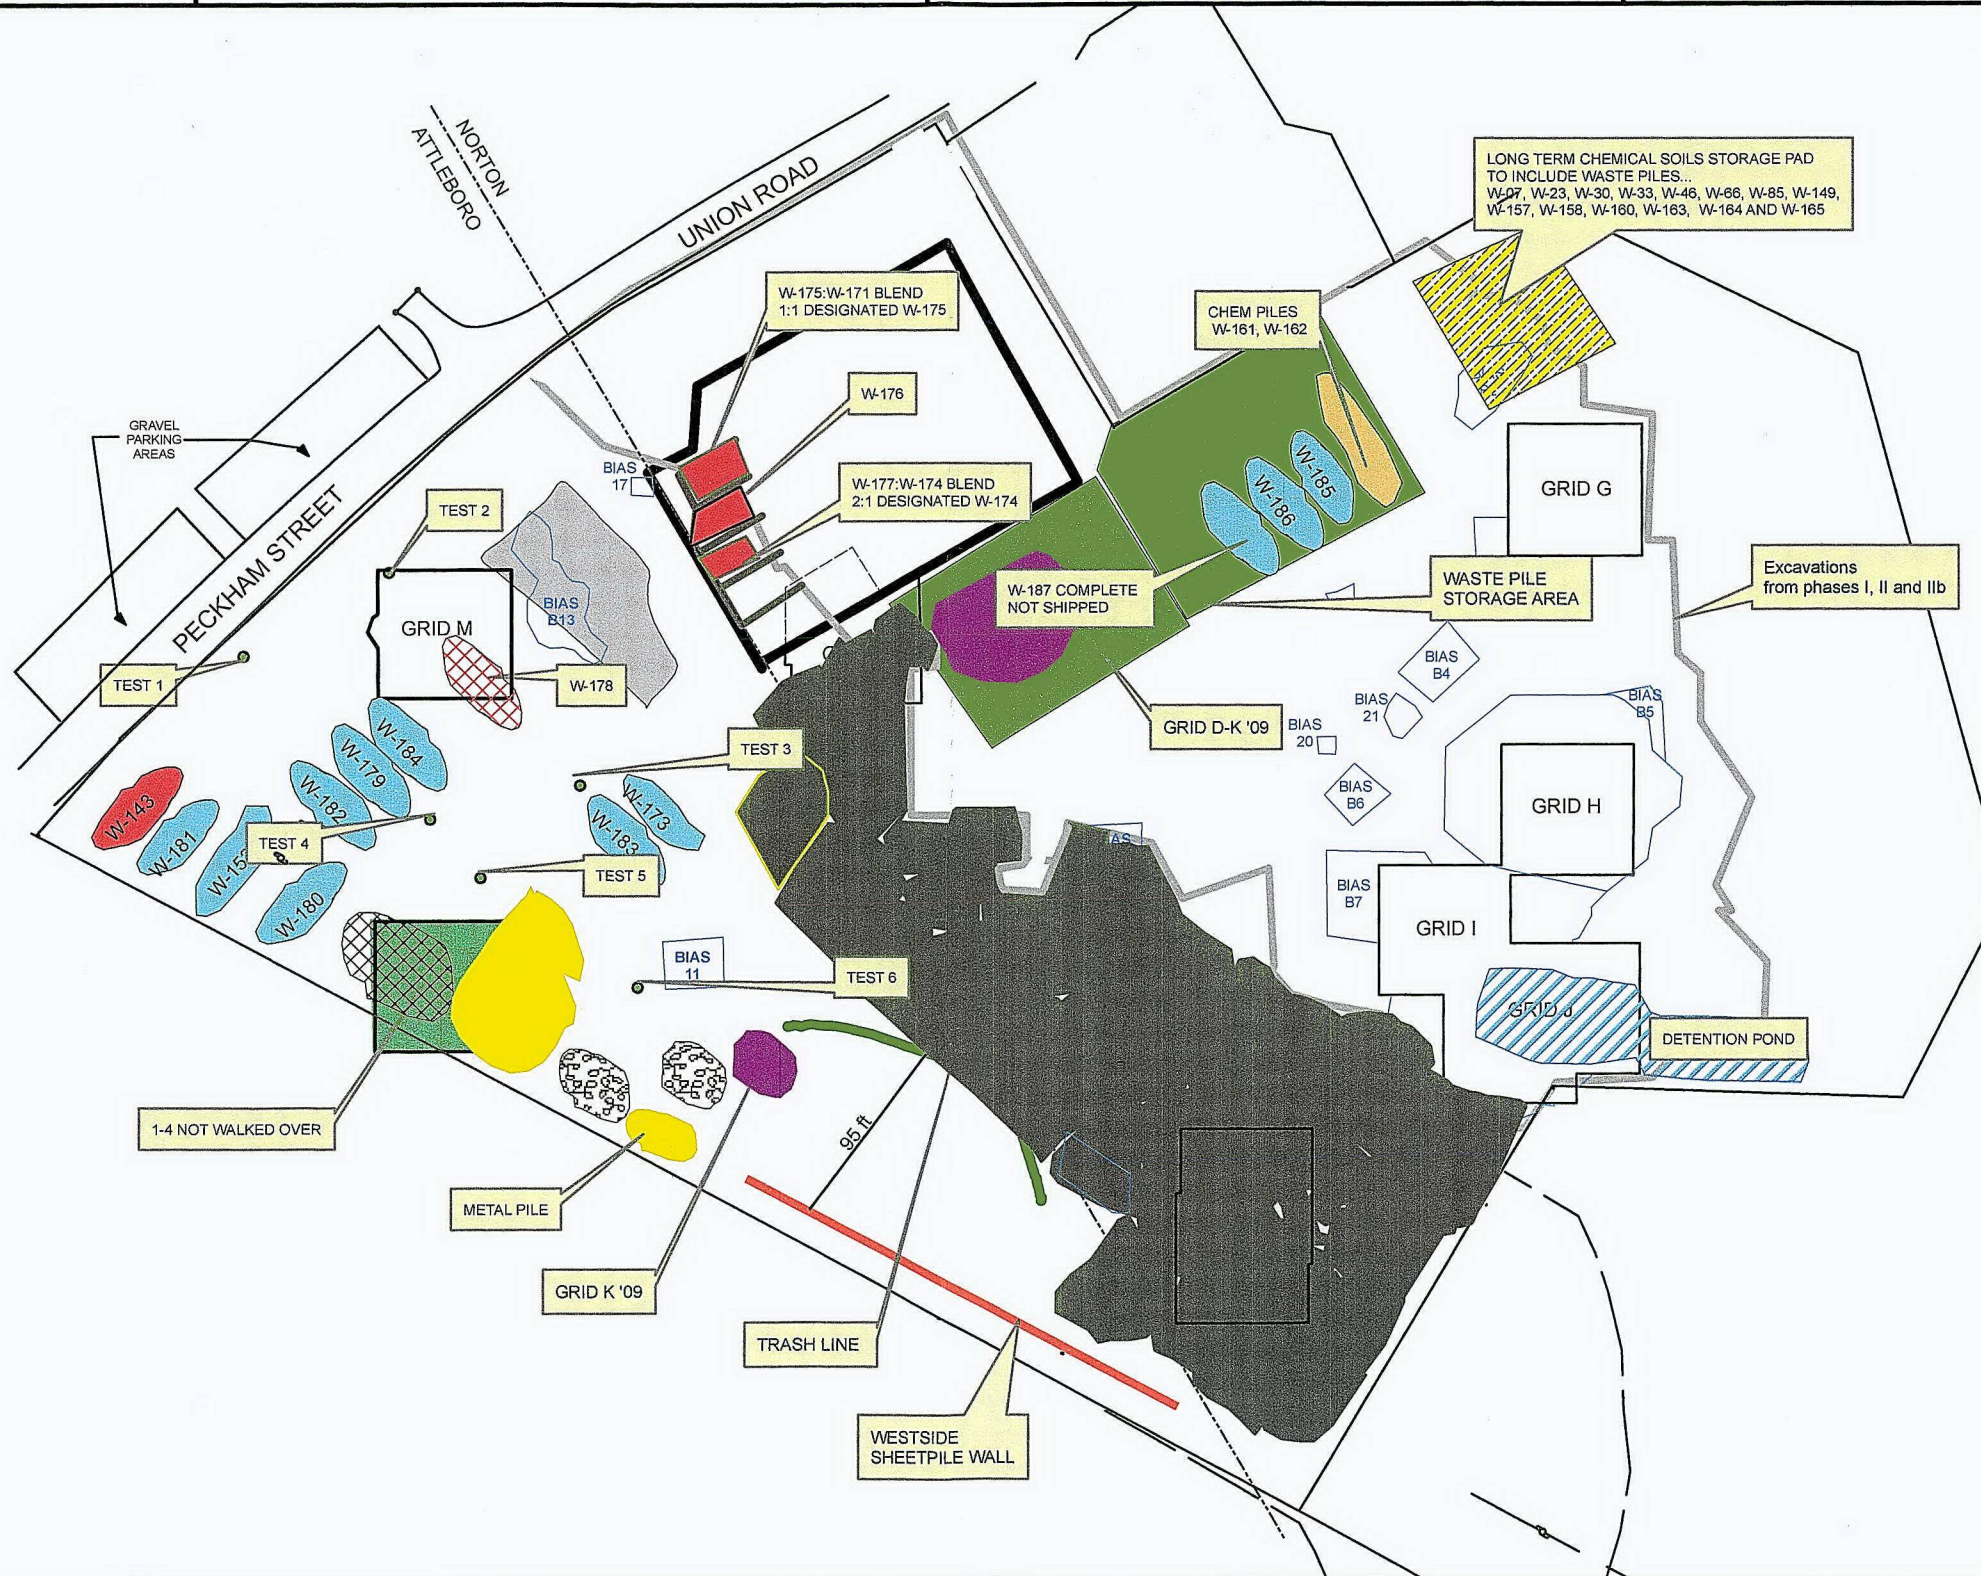 NORTON
ATTLEBORO
UNION ROAD
PECKHAM STREET
GRAVEL
PARKING
AREAS
LONG TERM CHEMICAL SOILS STORAGE PAD
TO INCLUDE WASTE PILES...
W-07, W-23, W-30, W-33, W-46, W-66, W-85, W-149,
W-157, W-158, W-160, W-163, W-164 AND W-165
W-175:W-171 BLEND
1:1 DESIGNATED W-175
CHEM PILES
W-161, W-162
W-176
W-177:W-174 BLEND
2:1 DESIGNATED W-174
BIAS
17
TEST 2
W-185
W-186
GRID G
W-187 COMPLETE
NOT SHIPPED
WASTE PILE
STORAGE AREA
Excavations
from phases I, II and IIb
BIAS
B13
GRID M
TEST 1
W-178
BIAS
B4
BIAS
21
BIAS
B5
BIAS
20
GRID D-K '09
TEST 3
W-184
W-179
W-182
W-143
W-181
W-180
TEST 4
W-173
W-183
TEST 5
BIAS
B6
GRID H
BIAS
B7
GRID I
AS
BIAS
11
TEST 6
GRID J
DETENTION POND
1-4 NOT WALKED OVER
METAL PILE
GRID K '09
95 ft
TRASH LINE
WESTSIDE
SHEETPILE WALL